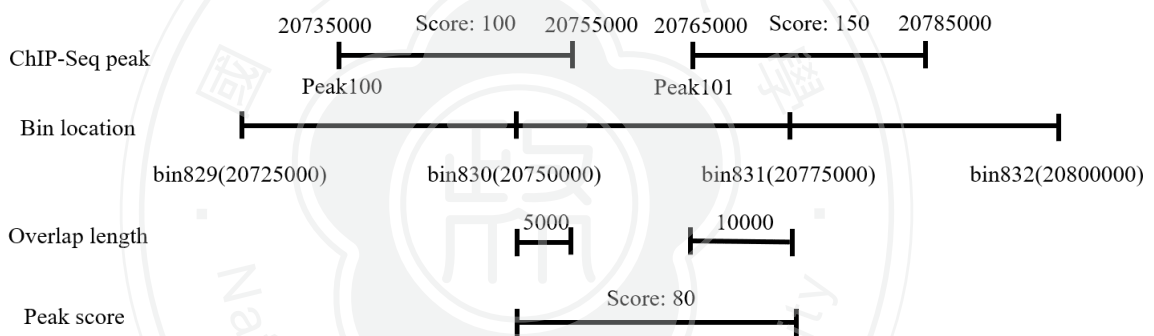 20735000 Score: 100 20755000 20765000 Score: 150 20785000
ChIP-Seq peak
Peak100 Peak101
Bin location
bin829(20725000) bin830(20750000) bin831(20775000) bin832(20800000)
5000 10000
Overlap length
Score: 80
Peak score